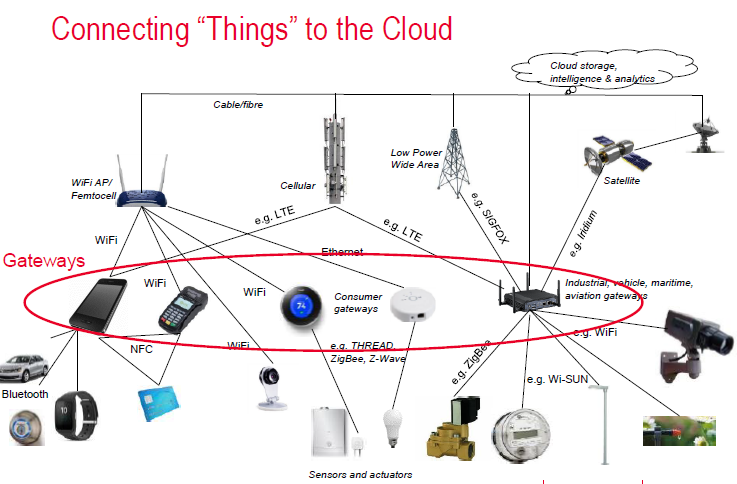 Connecting “Things” to the Cloud
Cloud storage,
intelligence & analytics
Cable/fibre
Low Power
Wide Area
WiFi AP/
Femtocell
Cellular
Satellite
e.g. LTE
e.g. LTE
e.g. SIGFOX
e.g. Iridium
WiFi
Ethernet
Gateways
WiFi
WiFi
Consumer
gateways
Industrial, vehicle, maritime,
aviation gateways
74
NFC
WiFi
e.g. THREAD,
ZigBee, Z-Wave
e.g. ZigBee
e.g. WiFi
e.g. Wi-SUN
Bluetooth
10
Sensors and actuators